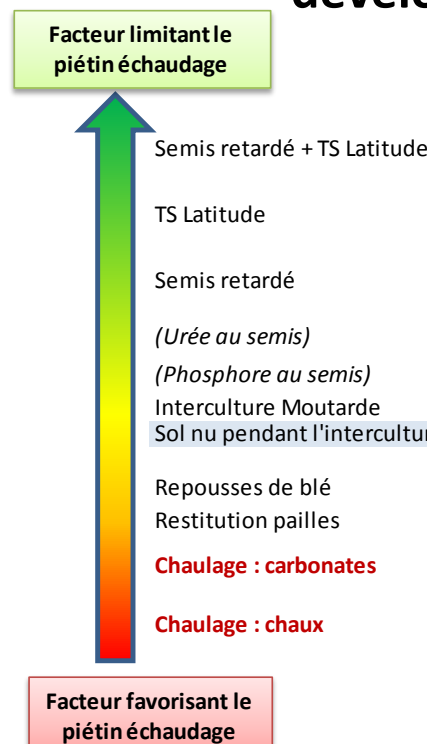 Facteur limitant le
piétin échaudage
Semis retardé + TS Latitude
TS Latitude
Semis retardé
(Urée au semis)
(Phosphore au semis)
Interculture Moutarde
Sol nu pendant l'intercultur
Repousses de blé
Restitution pailles
Chaulage : carbonates
Chaulage : chaux
Facteur favorisant le
piétin échaudage